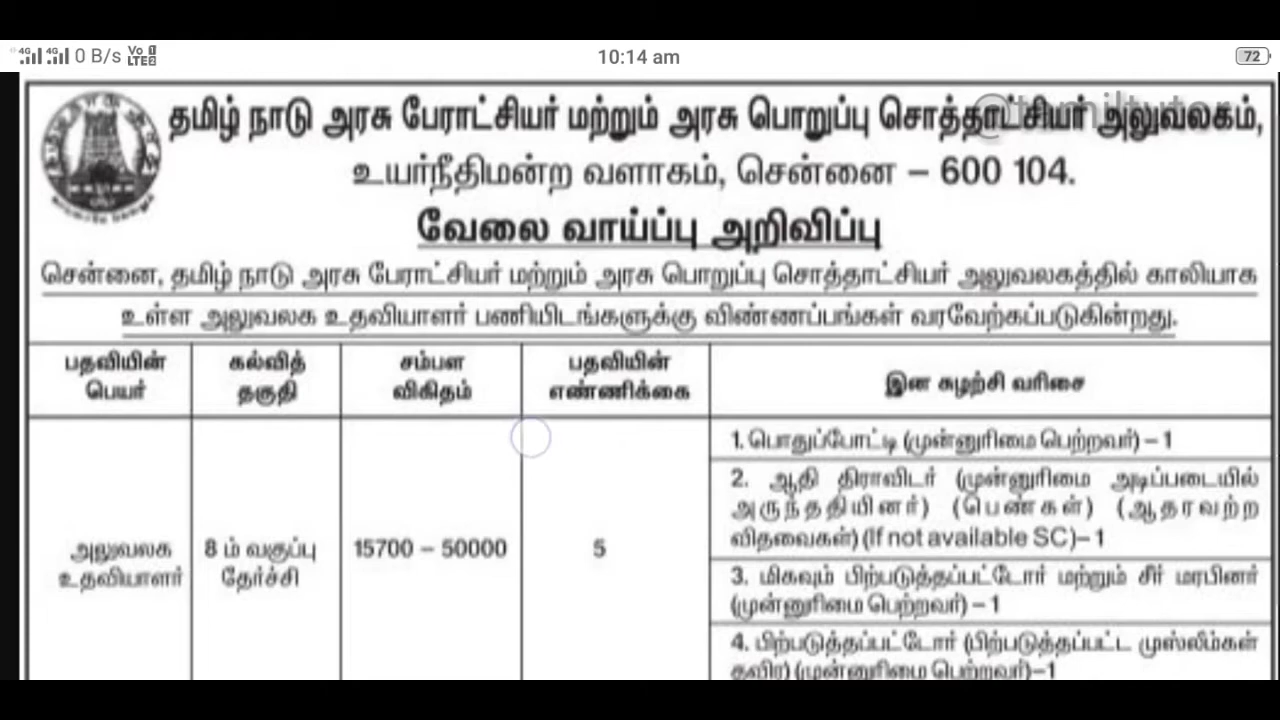 0 B/s Vo LTE 10:14 am 72
தமிழ் நாடு அரசு பேராட்சியர் மற்றும் அரசு பொறுப்பு சொத்தாட்சியர் அலுவலகம்,
உயர்நீதிமன்ற வளாகம், சென்னை – 600 104.
வேலை வாய்ப்பு அறிவிப்பு
சென்னை, தமிழ் நாடு அரசு பேராட்சியர் மற்றும் அரசு பொறுப்பு சொத்தாட்சியர் அலுவலகத்தில் காலியாக
உள்ள அலுவலக உதவியாளர் பணியிடங்களுக்கு விண்ணப்பங்கள் வரவேற்கப்படுகின்றது.
பதவியின்
பெயர்
கல்வித்
தகுதி
சம்பள
விகிதம்
பதவியின்
எண்ணிக்கை
இன சுழற்சி வரிசை
அலுவலக
உதவியாளர்
8 ம் வகுப்பு
தேர்ச்சி
15700 – 50000
5
1. பொதுப்போட்டி (முன்னுரிமை பெற்றவர்) – 1
2. ஆதி திராவிடர் (முன்னுரிமை அடிப்படையில்
அருந்ததியினர்) (பெண்கள்) (ஆதரவற்ற
விதவைகள்) (If not available SC)– 1
3. மிகவும் பிற்படுத்தப்பட்டோர் மற்றும் சீர் மரபினர்
(முன்னுரிமை பெற்றவர்) – 1
4. பிற்படுத்தப்பட்டோர் (பிற்படுத்தப்பட்ட முஸ்லிம்கள்
தவிர) (முன்னுரிமை பெற்றவர்)–1